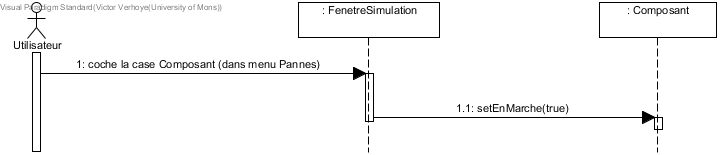 Visual Paradigm Standard(Victor Verhoye(University of Mons))
: FenetreSimulation
: Composant
Utilisateur
1: coche la case Composant (dans menu Pannes)
1.1: setEnMarche(true)